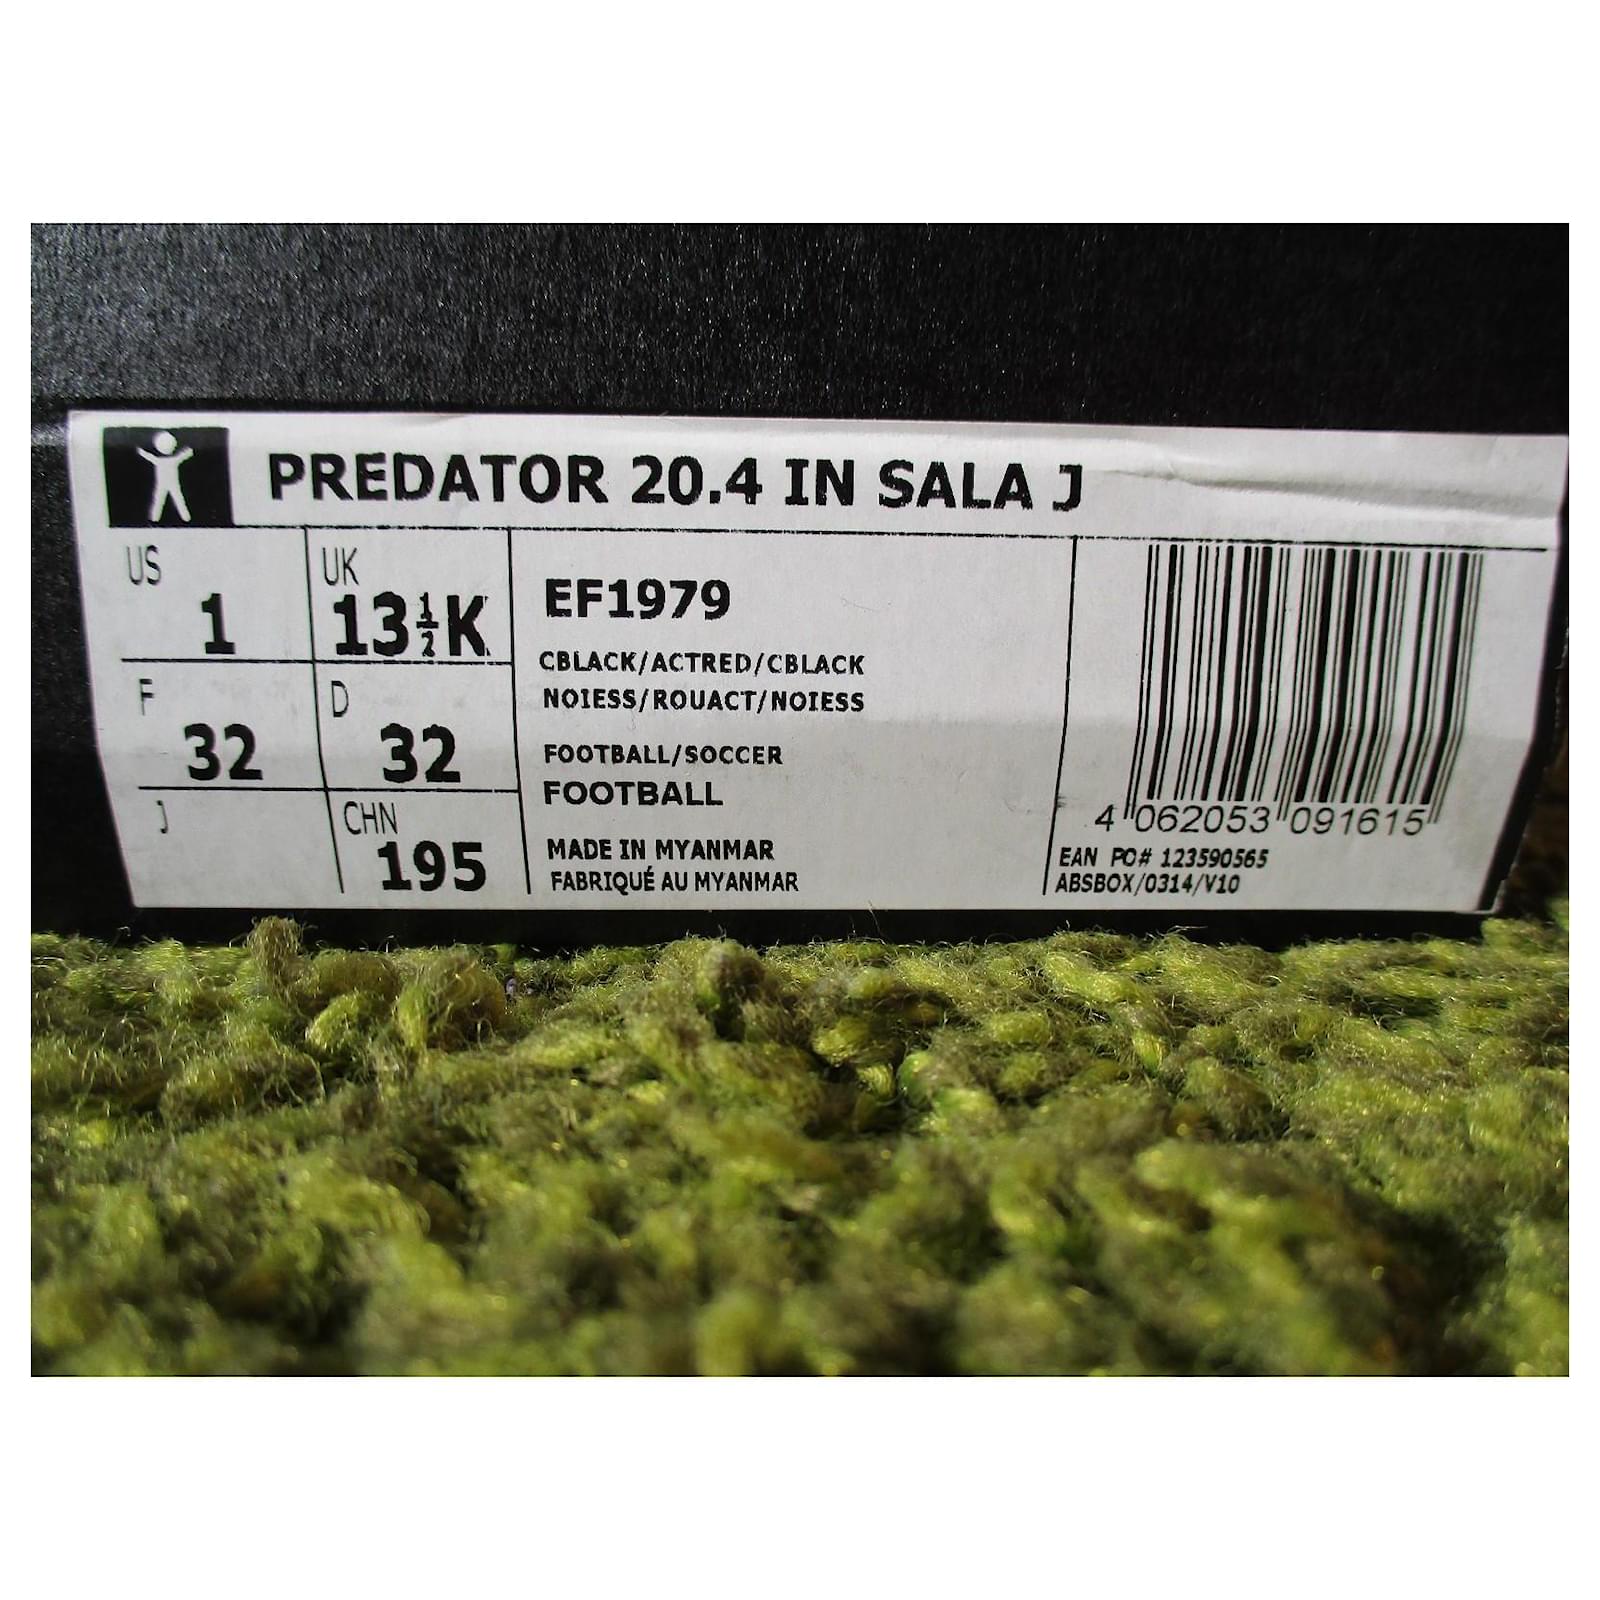 PREDATOR 20.4 IN SALA J
US
1
UK
13½K
F
32
D
32
J
CHN
195
EF1979
CBLACK/ACTRED/CBLACK
NOIESS/ROUACT/NOIESS
FOOTBALL/SOCCER
FOOTBALL
MADE IN MYANMAR
FABRIQUÉ AU MYANMAR
4 062053 091615
EAN PO# 123590565
ABSBOX/0314/V10